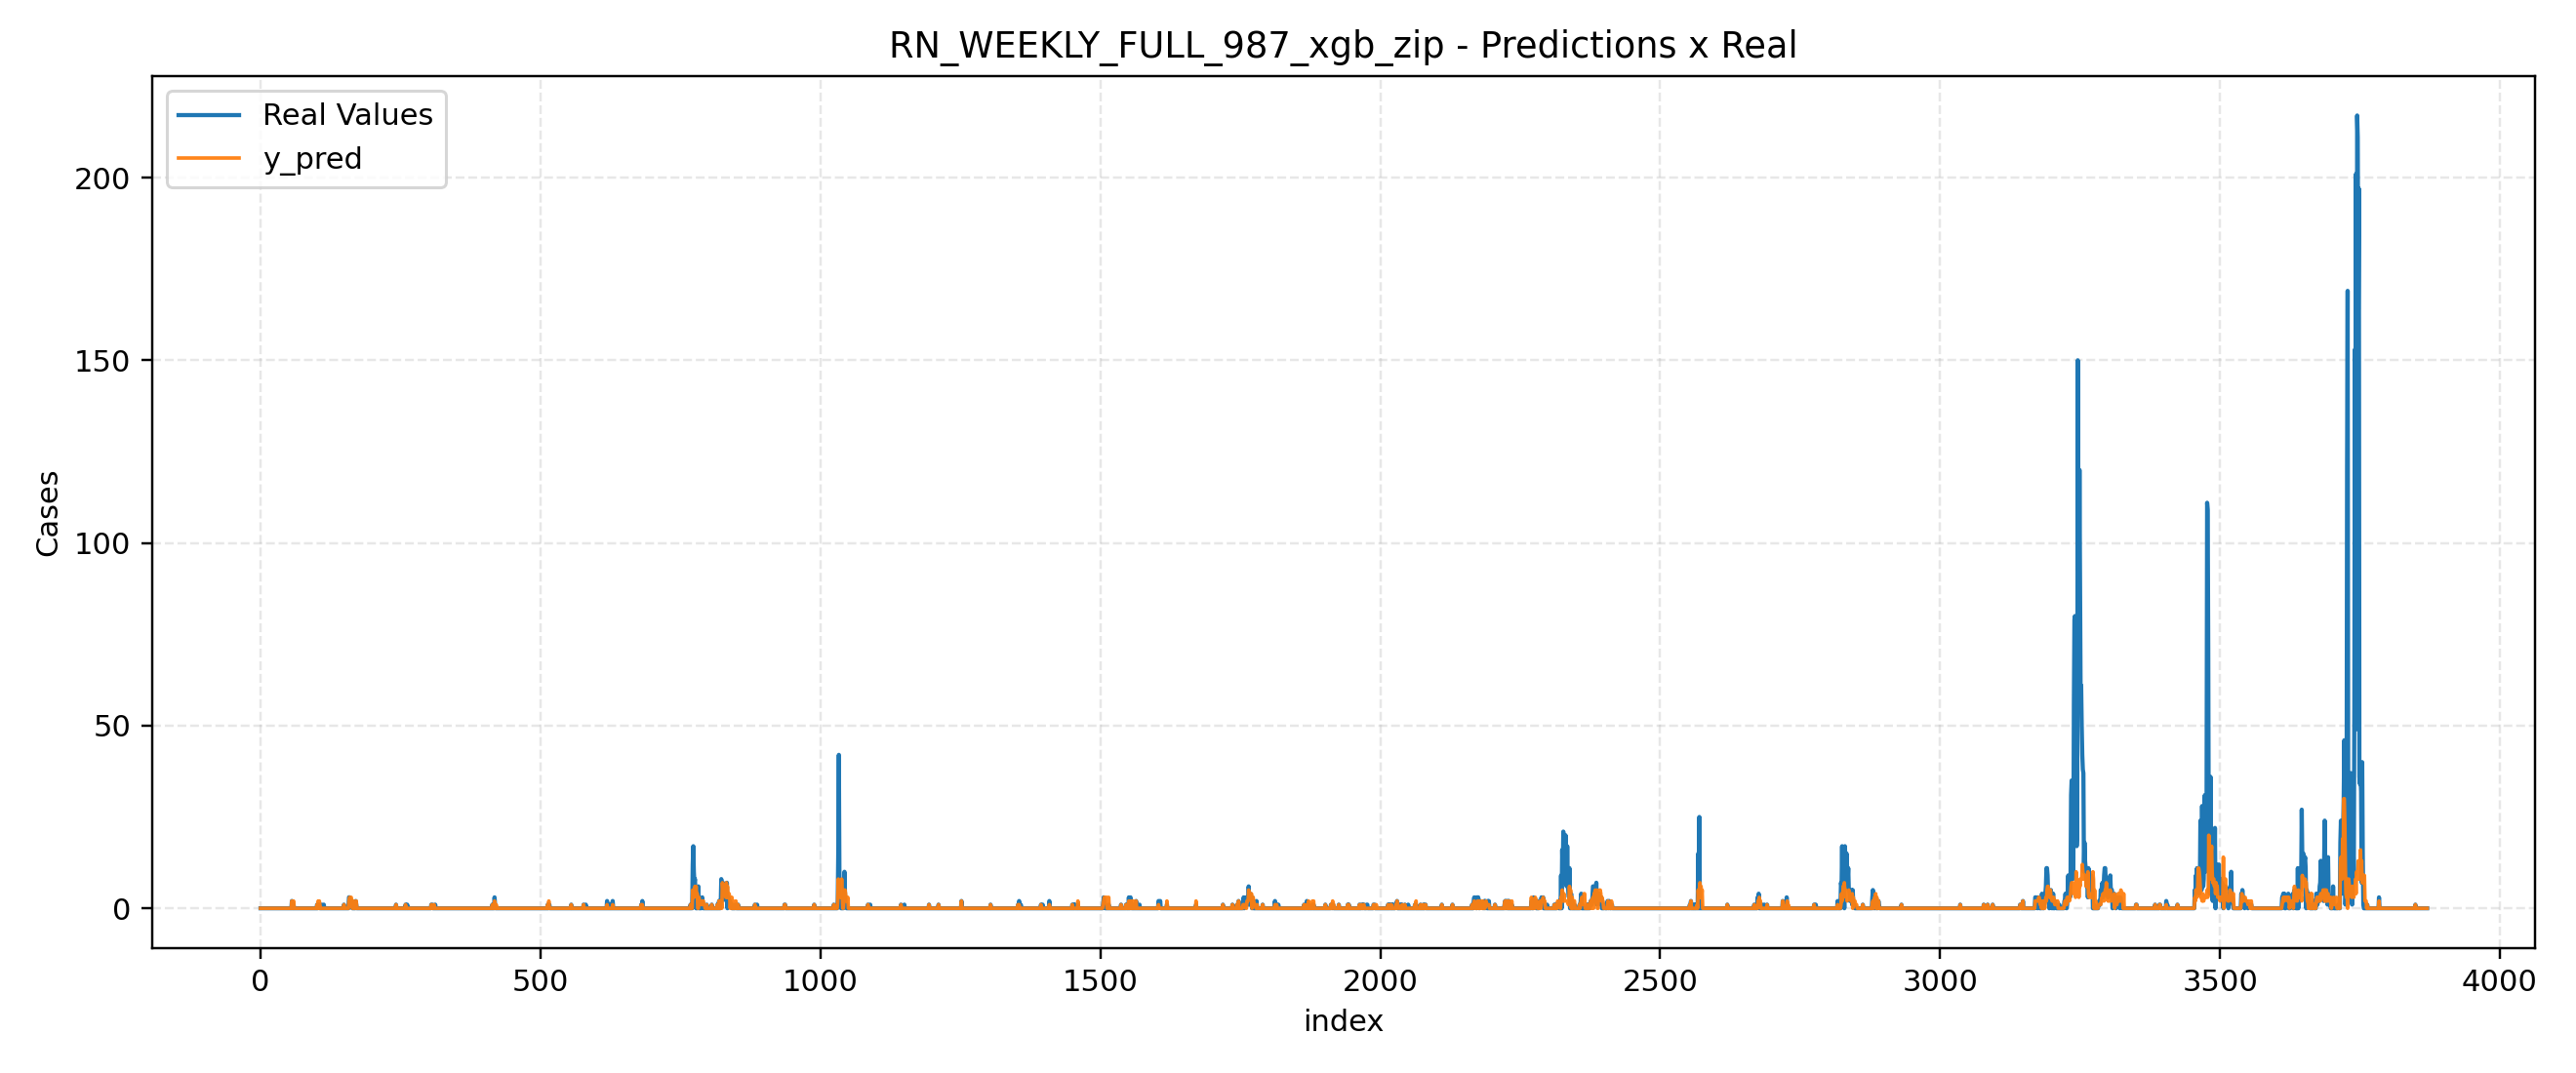 RN_WEEKLY_FULL_987_xgb_zip - Predictions x Real
Real Values
y_pred
Cases
200
150
100
50
0
0 500 1000 1500 2000 2500 3000 3500 4000
index